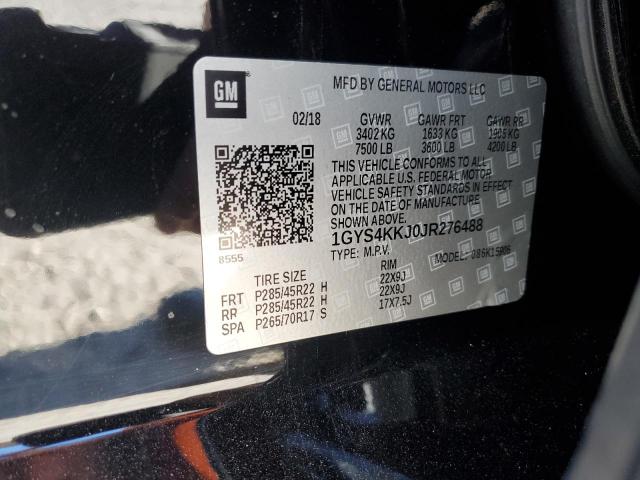 GM
MFD BY GENERAL MOTORS LLC
02/18 GVWR GAWR FRT GAWR RR
3402 KG 1633 KG 1905 KG
7500 LB 3600 LB 4200 LB
THIS VEHICLE CONFORMS TO ALL
APPLICABLE U.S. FEDERAL MOTOR
VEHICLE SAFETY STANDARDS IN EFFECT
ON THE DATE OF MANUFACTURE SHOWN
ABOVE.
1GYS4KKJ0JR276488
8555
TYPE: M.P.V. MODEL: 086K15906
TIRE SIZE RIM
FRT P285/45R22 H 22X9J
RR P285/45R22 H 22X9J
SPA P265/70R17 S 17X7.5J